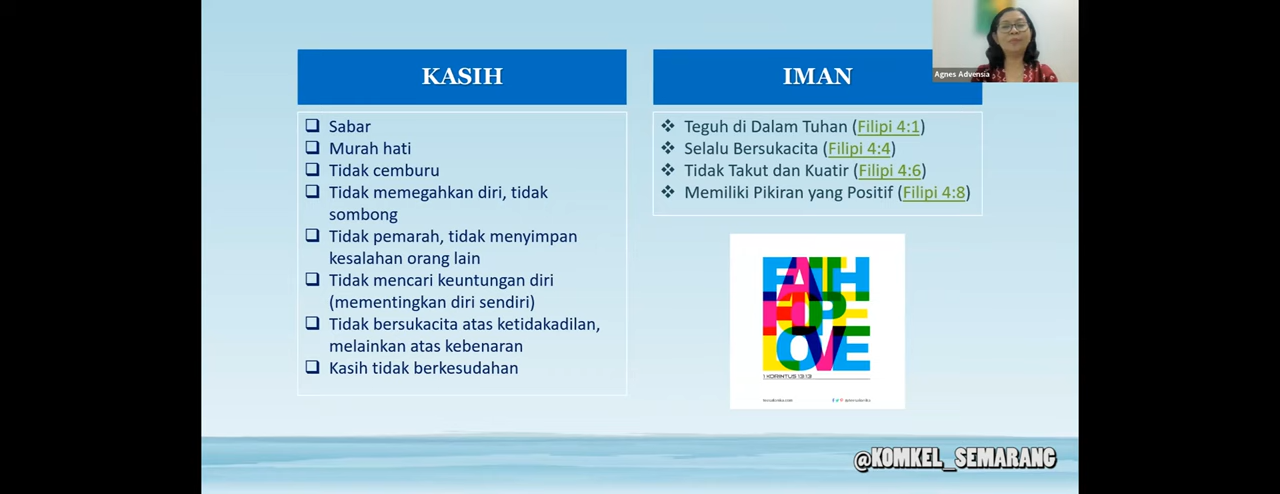 KASIH
Sabar
Murah hati
Tidak cemburu
Tidak memegahkan diri, tidak
sombong
Tidak pemarah, tidak menyimpan
kesalahan orang lain
Tidak mencari keuntungan diri
(mementingkan diri sendiri)
Tidak bersukacita atas ketidakadilan,
melainkan atas kebenaran
Kasih tidak berkesudahan
IMAN
Teguh di Dalam Tuhan (Filipi 4:1)
Selalu Bersukacita (Filipi 4:4)
Tidak Takut dan Kuatir (Filipi 4:6)
Memiliki Pikiran yang Positif (Filipi 4:8)
Agnes Advensia
FAITH
HOPE
LOVE
1 KORINTUS 13:13
@KOMKEL_SEMARANG